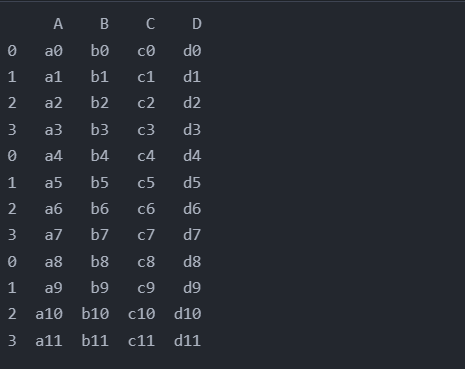 A B C D
0 a0 b0 c0 d0
1 a1 b1 c1 d1
2 a2 b2 c2 d2
3 a3 b3 c3 d3
0 a4 b4 c4 d4
1 a5 b5 c5 d5
2 a6 b6 c6 d6
3 a7 b7 c7 d7
0 a8 b8 c8 d8
1 a9 b9 c9 d9
2 a10 b10 c10 d10
3 a11 b11 c11 d11